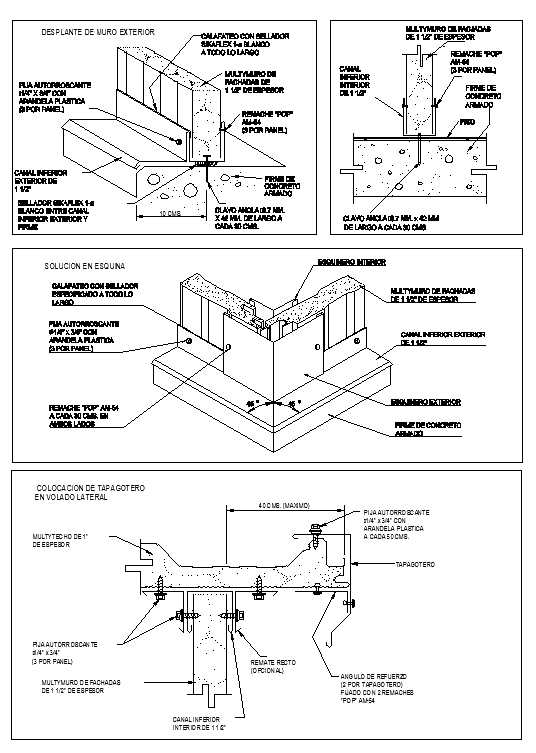 DESPLANTE DE MURO EXTERIOR
CALAFATEO CON SELLADOR
SIKAFLEX 1-a BLANCO
A TODO LO LARGO
MULTYMURO DE
FACHADAS DE
1 1/2" DE ESPESOR
PIJA AUTORROSCANTE
#1/4" X 3/4" CON
ARANDELA PLASTICA
(3 POR PANEL)
REMACHE "POP"
AM-54
(3 POR PANEL)
CANAL INFERIOR
EXTERIOR DE
1 1/2"
FIRME DE
CONCRETO
ARMADO
SELLADOR SIKAFLEX 1-a
BLANCO ENTRE CANAL
INFERIOR EXTERIOR Y
FIRME
10 CMS.
CLAVO ANCLA
DE LARGO A
CADA 30 CMS.
MULTYMURO DE FACHADAS
DE 1 1/2" DE ESPESOR
CANAL
INFERIOR
INTERIOR
DE 1 1/2"
REMACHE "POP"
AM-54
(3 POR PANEL)
FIRME DE
CONCRETO
ARMADO
PISO
CLAVO ANCLA
DE LARGO A CADA 30 CMS
SOLUCION EN ESQUINA
ESQUINERO INTERIOR
CALAFATEO CON SELLADOR
ESPECIFICADO A TODO LO
LARGO
MULTYMURO DE FACHADAS
DE 1 1/2" DE ESPESOR
PIJA AUTORROSCANTE
#1/4" X 3/4" CON
ARANDELA PLASTICA
(3 POR PANEL)
CANAL INFERIOR EXTERIOR
DE 1 1/2"
REMACHE "POP" AM-54
A CADA 30 CMS. EN
AMBOS LADOS
45 ° 45 °
ESQUINERO EXTERIOR
FIRME DE CONCRETO
ARMADO
COLOCACION DE TAPAGOTERO
EN VOLADO LATERAL
40 CMS. (MAXIMO)
PIJA AUTORROSCANTE
#1/4" x 3/4" CON
ARANDELA PLASTICA
A CADA 50 CMS.
MULTYTECHO DE 1"
DE ESPESOR
TAPAGOTERO
PIJA AUTORROSCANTE
#1/4" x 3/4"
(3 POR PANEL)
REMATE RECTO
(OPCIONAL)
MULTYMURO DE FACHADAS
DE 1 1/2" DE ESPESOR
ANGULO DE REFUERZO
(2 POR TAPAGOTERO)
FIJADO CON 2 REMACHES
"POP" AM-54
CANAL INFERIOR
INTERIOR DE 1 1/2"